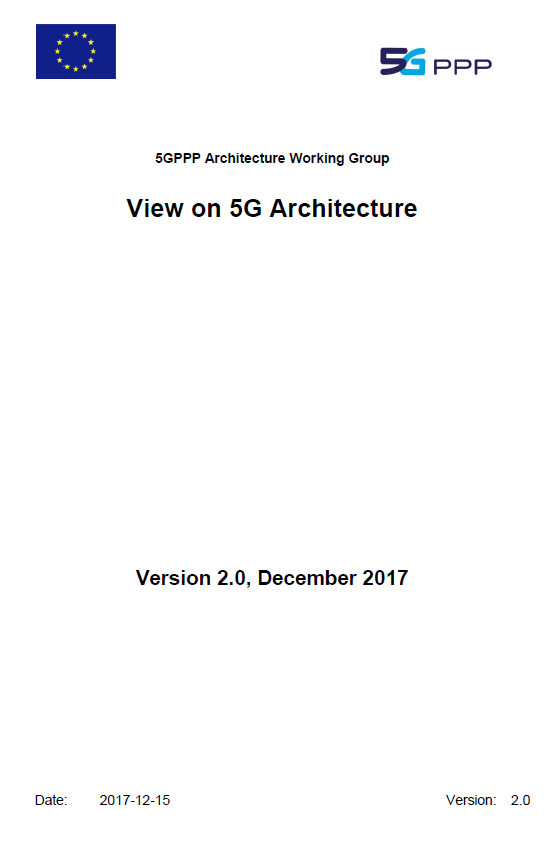 5G PPP
5GPPP Architecture Working Group
View on 5G Architecture
Version 2.0, December 2017
Date: 2017-12-15 Version: 2.0